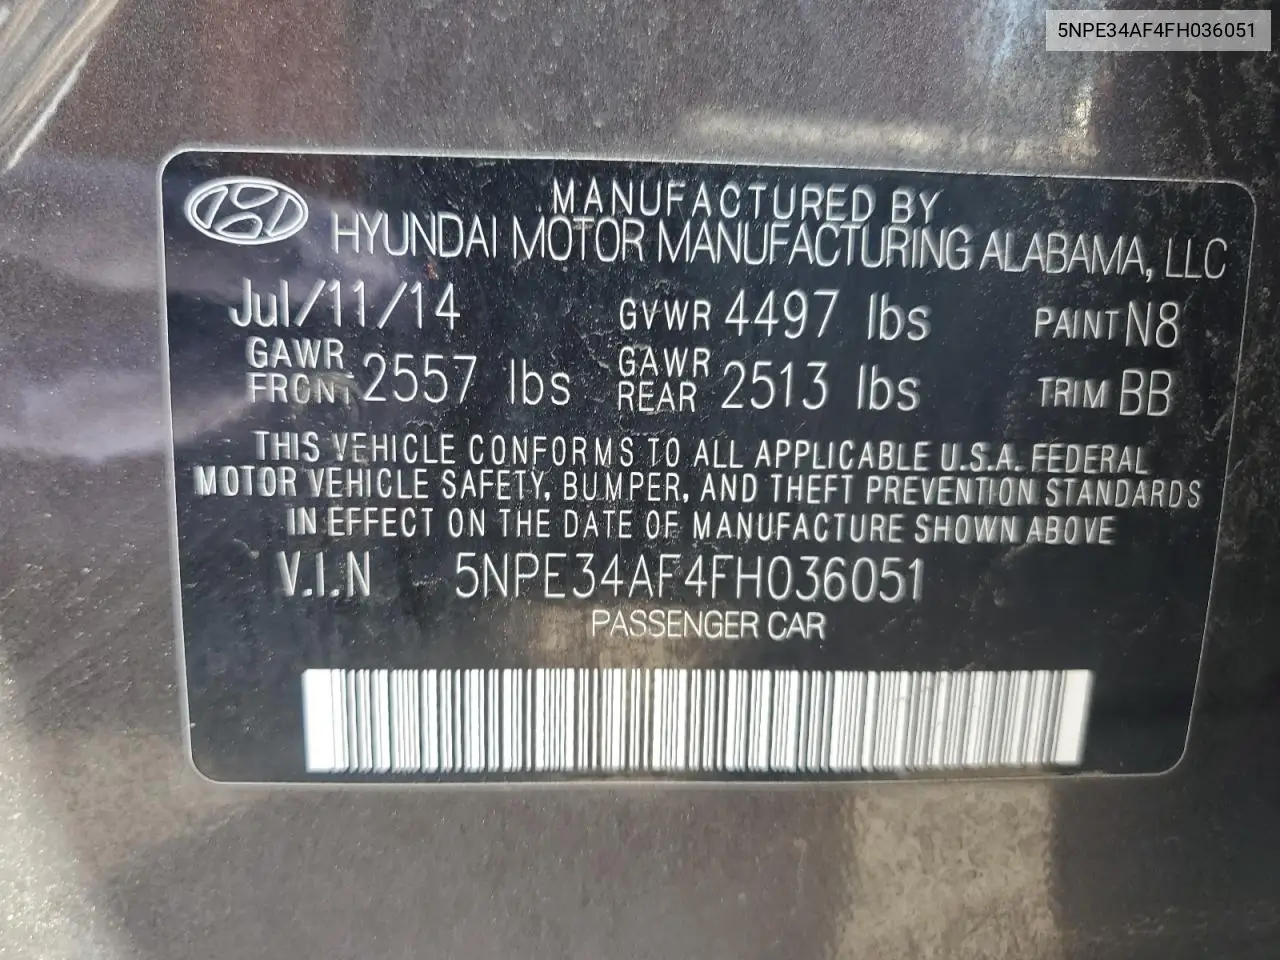 5NPE34AF4FH036051
MANUFACTURED BY
HYUNDAI MOTOR MANUFACTURING ALABAMA, LLC
Jul/11/14 GVWR 4497 lbs PAINT N8
GAWR FRONT 2557 lbs GAWR REAR 2513 lbs TRIM BB
THIS VEHICLE CONFORMS TO ALL APPLICABLE U.S.A. FEDERAL
MOTOR VEHICLE SAFETY, BUMPER, AND THEFT PREVENTION STANDARDS
IN EFFECT ON THE DATE OF MANUFACTURE SHOWN ABOVE
V.I.N 5NPE34AF4FH036051
PASSENGER CAR